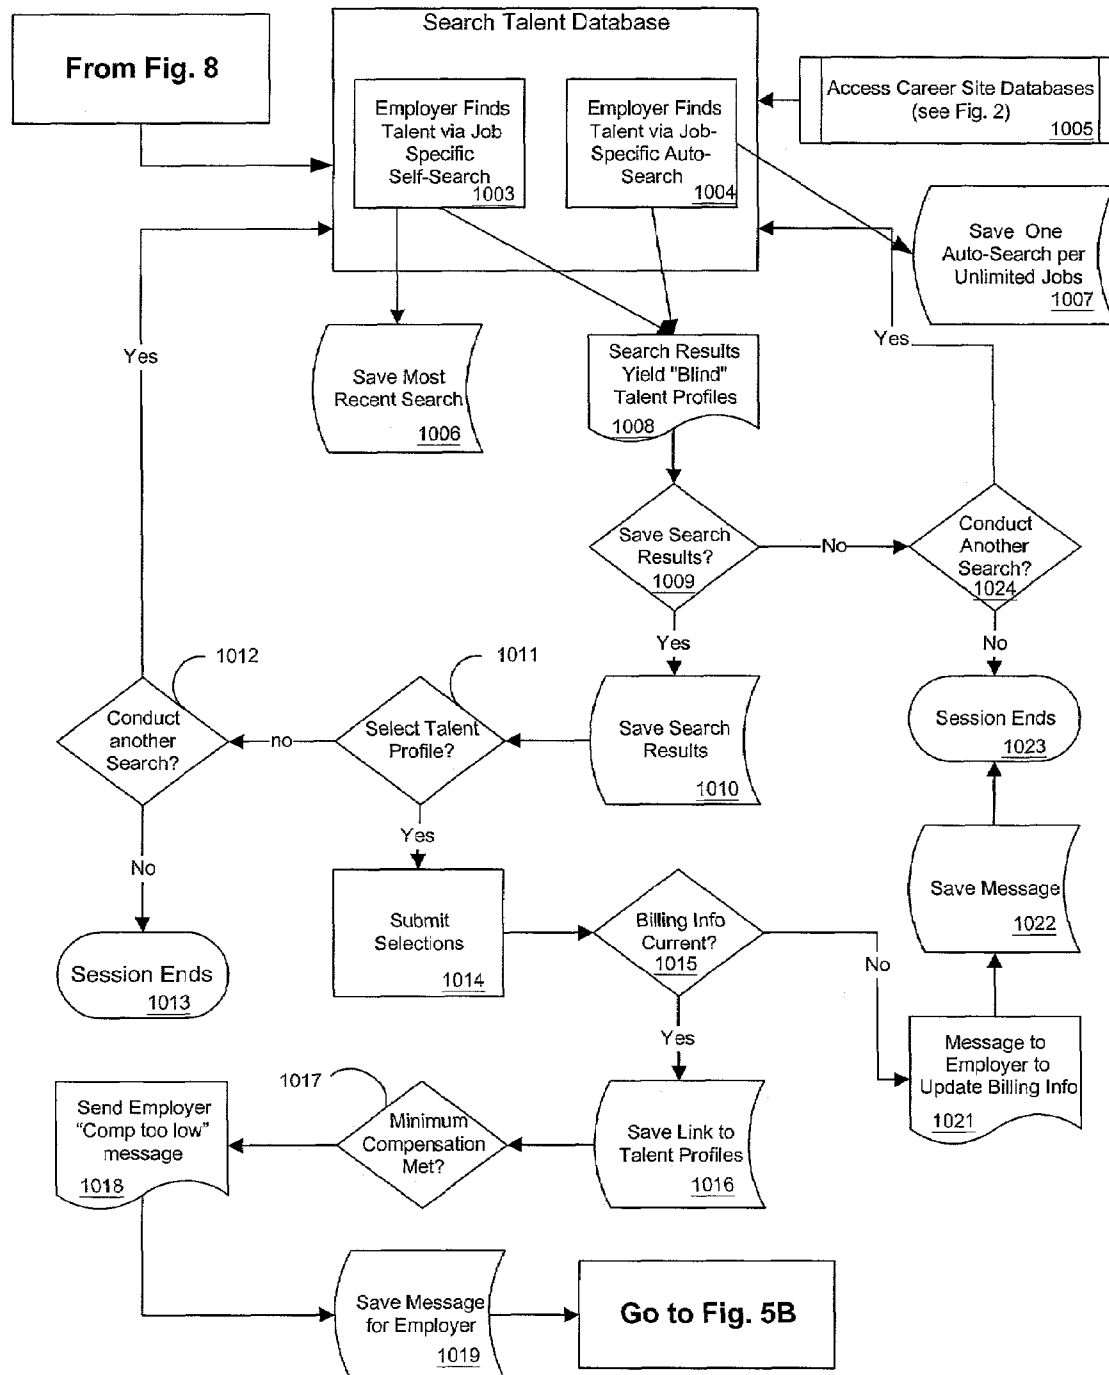 From Fig. 8
Search Talent Database
Employer Finds
Talent via Job
Specific
Self-Search
1003
Employer Finds
Talent via Job-
Specific Auto-
Search
1004
Access Career Site Databases
(see Fig. 2)
1005
Save One
Auto-Search per
Unlimited Jobs
1007
Yes
Save Most
Recent Search
1006
Search Results
Yield "Blind"
Talent Profiles
1008
Yes
Save Search
Results?
1009
No
Conduct
Another
Search?
1024
Yes
No
1012
1011
Conduct
another
Search?
no
Select Talent
Profile?
Save Search
Results
1010
Session Ends
1023
Yes
No
Submit
Selections
1014
Billing Info
Current?
1015
Save Message
1022
No
Session Ends
1013
Yes
Message to
Employer to
Update Billing Info
1021
1017
Send Employer
“Comp too low”
message
1018
Minimum
Compensation
Met?
Save Link to
Talent Profiles
1016
Save Message
for Employer
1019
Go to Fig. 5B